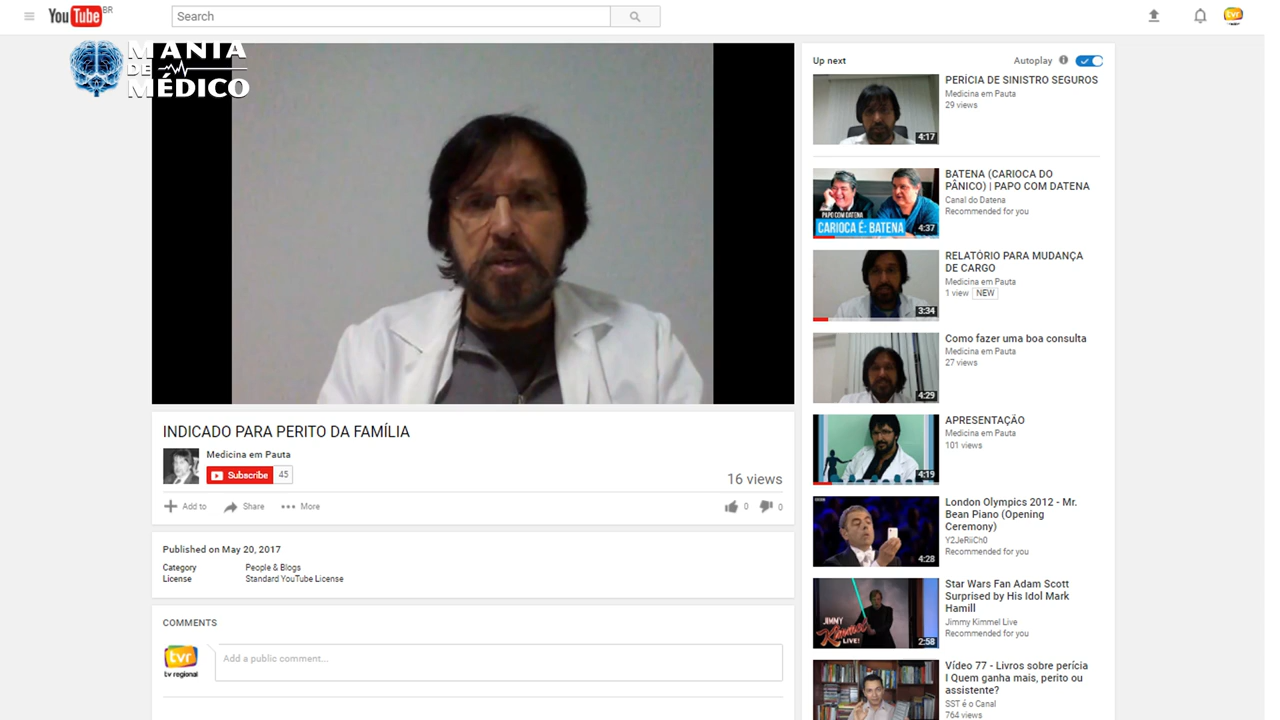 YouTube BR
Search
MANIA
DE
MÉDICO
INDICADO PARA PERITO DA FAMÍLIA
Medicina em Pauta
Subscribe 45
16 views
Add to Share More
0 0
Published on May 20, 2017
Category People & Blogs
License Standard YouTube License
COMMENTS
tvr
tv regional
Add a public comment...
Up next Autoplay
4:17
PERÍCIA DE SINISTRO SEGUROS
Medicina em Pauta
29 views
PAPO COM DATENA
CARIOCA É: BATENA
4:37
BATENA (CARIOCA DO
PÂNICO) | PAPO COM DATENA
Canal do Datena
Recommended for you
3:34
RELATÓRIO PARA MUDANÇA
DE CARGO
Medicina em Pauta
1 view NEW
4:29
Como fazer uma boa consulta
Medicina em Pauta
27 views
4:19
APRESENTAÇÃO
Medicina em Pauta
101 views
4:28
London Olympics 2012 - Mr.
Bean Piano (Opening
Ceremony)
Y2JeRiiCh0
Recommended for you
JIMMY
Kimmel
LIVE!
2:58
Star Wars Fan Adam Scott
Surprised by His Idol Mark
Hamill
Jimmy Kimmel Live
Recommended for you
Vídeo 77 - Livros sobre perícia
l Quem ganha mais, perito ou
assistente?
SST é o Canal
764 views